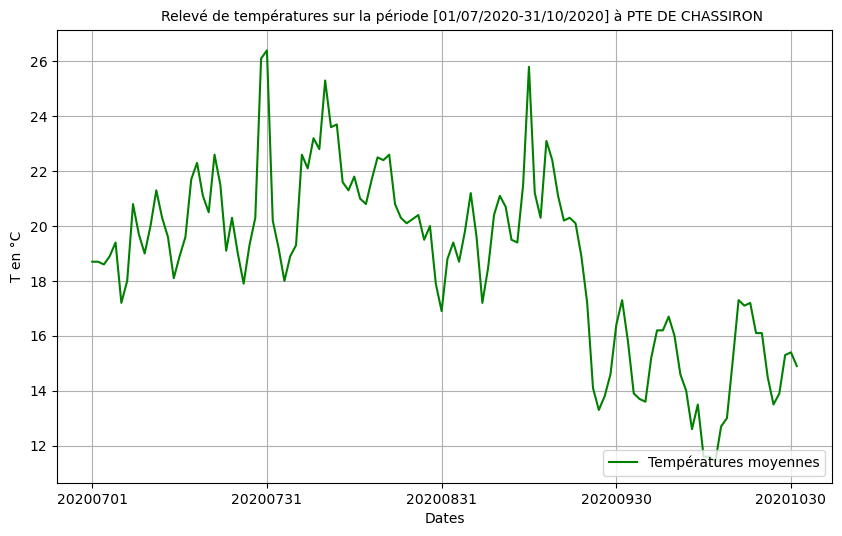 Relevé de températures sur la période [01/07/2020-31/10/2020] à PTE DE CHASSIRON
26
24
22
20
18
16
14
12
T en °C
Températures moyennes
20200701 20200731 20200831 20200930 20201030
Dates